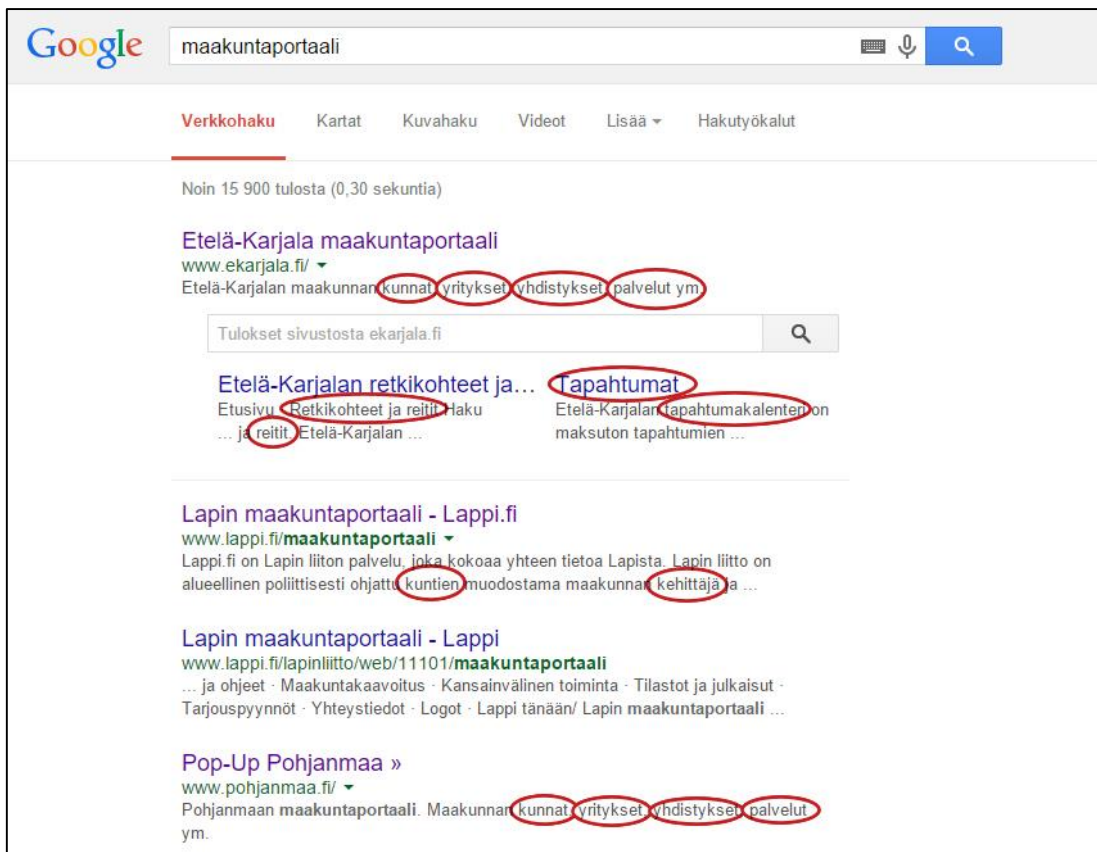 Google maakuntaportaali
Verkkohaku Kartat Kuvahaku Videot Lisää Hakutyökalut
Noin 15 900 tulosta (0,30 sekuntia)
Etelä-Karjala maakuntaportaali
www.ekarjala.fi/
Etelä-Karjalan maakunnan kunnat, yritykset, yhdistykset, palvelut ym.
Tulokset sivustosta ekarjala.fi
Etelä-Karjalan retkikohteet ja…
Etusivu · Retkikohteet ja reitit Haku
… ja reitit. Etelä-Karjalan …
Tapahtumat
Etelä-Karjalan tapahtumakalenteri on
maksuton tapahtumien …
Lapin maakuntaportaali - Lappi.fi
www.lappi.fi/maakuntaportaali
Lappi.fi on Lapin liiton palvelu, joka kokoaa yhteen tietoa Lapista. Lapin liitto on
alueellinen poliittisesti ohjattu kuntien muodostama maakunnan kehittäjä ja …
Lapin maakuntaportaali - Lappi
www.lappi.fi/lapinliitto/web/11101/maakuntaportaali
… ja ohjeet · Maakuntakaavoitus · Kansainvälinen toiminta · Tilastot ja julkaisut ·
Tarjouspyynnöt · Yhteystiedot · Logot · Lappi tänään/ Lapin maakuntaportaali …
Pop-Up Pohjanmaa »
www.pohjanmaa.fi/
Pohjanmaan maakuntaportaali. Maakunnan kunnat, yritykset, yhdistykset, palvelut
ym.